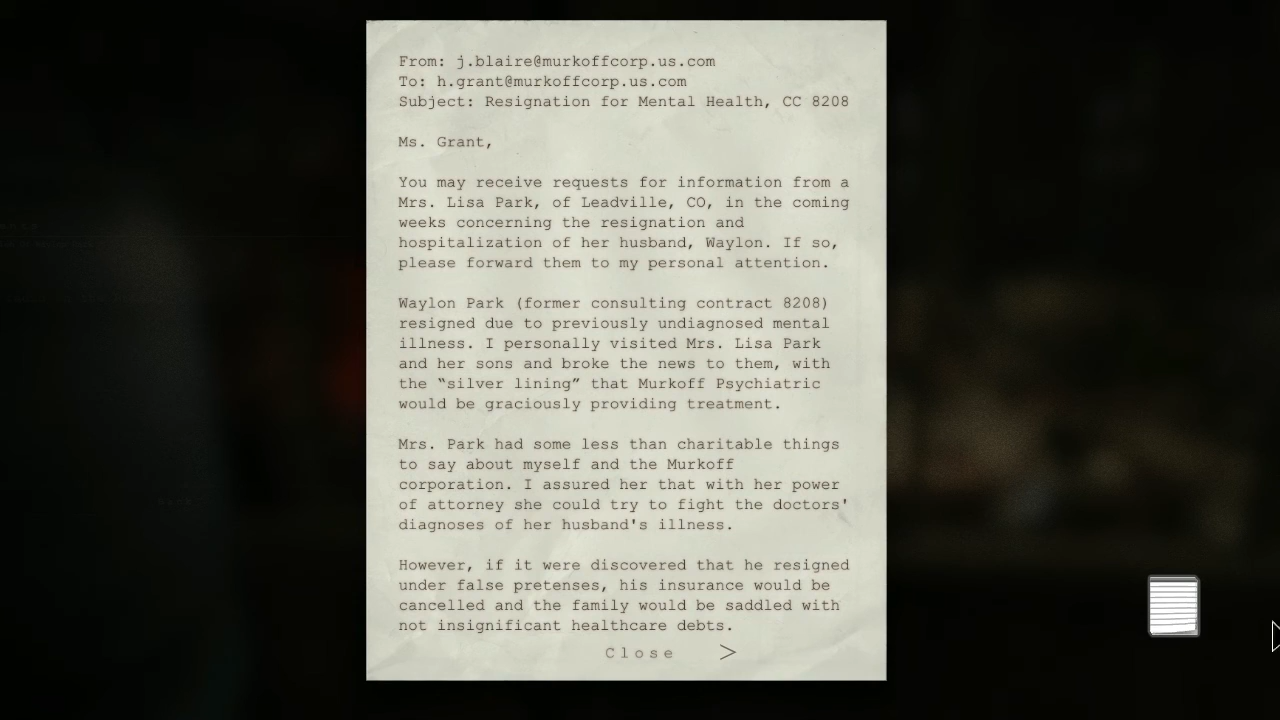 From: j.blaire@murkoffcorp.us.com
To: h.grant@murkoffcorp.us.com
Subject: Resignation for Mental Health, CC 8208
Ms. Grant,
You may receive requests for information from a
Mrs. Lisa Park, of Leadville, CO, in the coming
weeks concerning the resignation and
hospitalization of her husband, Waylon. If so,
please forward them to my personal attention.
Waylon Park (former consulting contract 8208)
resigned due to previously undiagnosed mental
illness. I personally visited Mrs. Lisa Park
and her sons and broke the news to them, with
the “silver lining” that Murkoff Psychiatric
would be graciously providing treatment.
Mrs. Park had some less than charitable things
to say about myself and the Murkoff
corporation. I assured her that with her power
of attorney she could try to fight the doctors'
diagnoses of her husband's illness.
However, if it were discovered that he resigned
under false pretenses, his insurance would be
cancelled and the family would be saddled with
not insignificant healthcare debts.
Close >